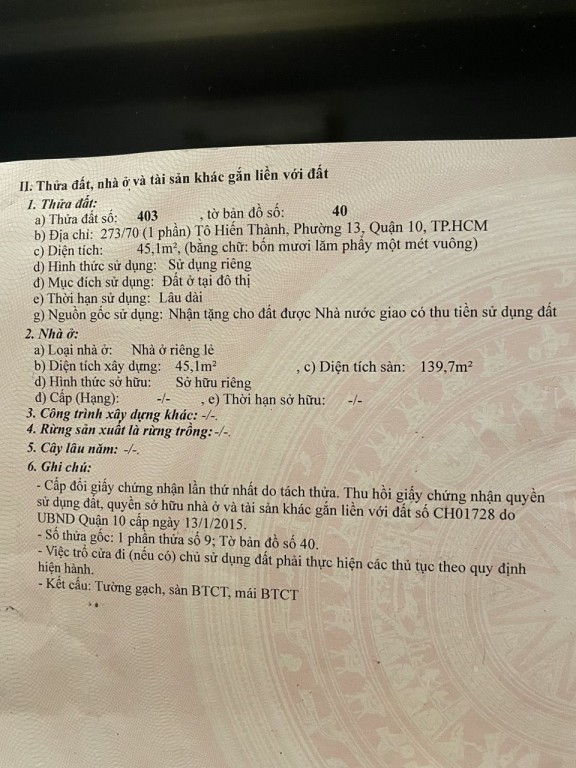 II. Thửa đất, nhà ở và tài sản khác gắn liền với đất
1. Thửa đất:
a) Thửa đất số: 403 , tờ bản đồ số: 40
b) Địa chỉ: 273/70 (1 phần) Tô Hiến Thành, Phường 13, Quận 10, TP.HCM
c) Diện tích: 45,1m², (bằng chữ: bốn mươi lăm phẩy một mét vuông)
d) Hình thức sử dụng: Sử dụng riêng
đ) Mục đích sử dụng: Đất ở tại đô thị
e) Thời hạn sử dụng: Lâu dài
g) Nguồn gốc sử dụng: Nhận tặng cho đất được Nhà nước giao có thu tiền sử dụng đất
2. Nhà ở:
a) Loại nhà ở: Nhà ở riêng lẻ
b) Diện tích xây dựng: 45,1m² , c) Diện tích sàn: 139,7m²
d) Hình thức sở hữu: Sở hữu riêng
đ) Cấp (Hạng): -/- , e) Thời hạn sở hữu: -/-
3. Công trình xây dựng khác: -/-.
4. Rừng sản xuất là rừng trồng: -/-.
5. Cây lâu năm: -/-.
6. Ghi chú:
- Cấp đổi giấy chứng nhận lần thứ nhất do tách thửa. Thu hồi giấy chứng nhận quyền
sử dụng đất, quyền sở hữu nhà ở và tài sản khác gắn liền với đất số CH01728 do
UBND Quận 10 cấp ngày 13/1/2015.
- Số thửa gốc: 1 phần thửa số 9; Tờ bản đồ số 40.
- Việc trổ cửa đi (nếu có) chủ sử dụng đất phải thực hiện các thủ tục theo quy định
hiện hành.
- Kết cấu: Tường gạch, sàn BTCT, mái BTCT